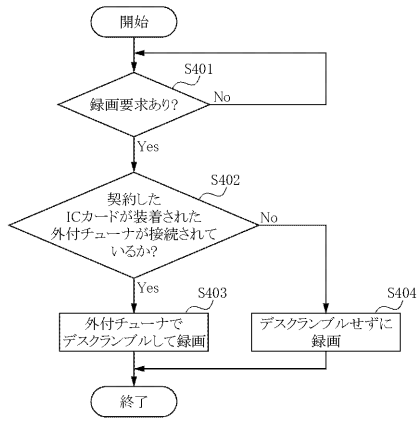 開始
S401
録画要求あり?
No
Yes
S402
契約した
ICカードが装着された
外付チューナが接続されて
いるか?
No
Yes
S403
外付チューナで
デスクランブルして録画
S404
デスクランブルせずに
録画
終了